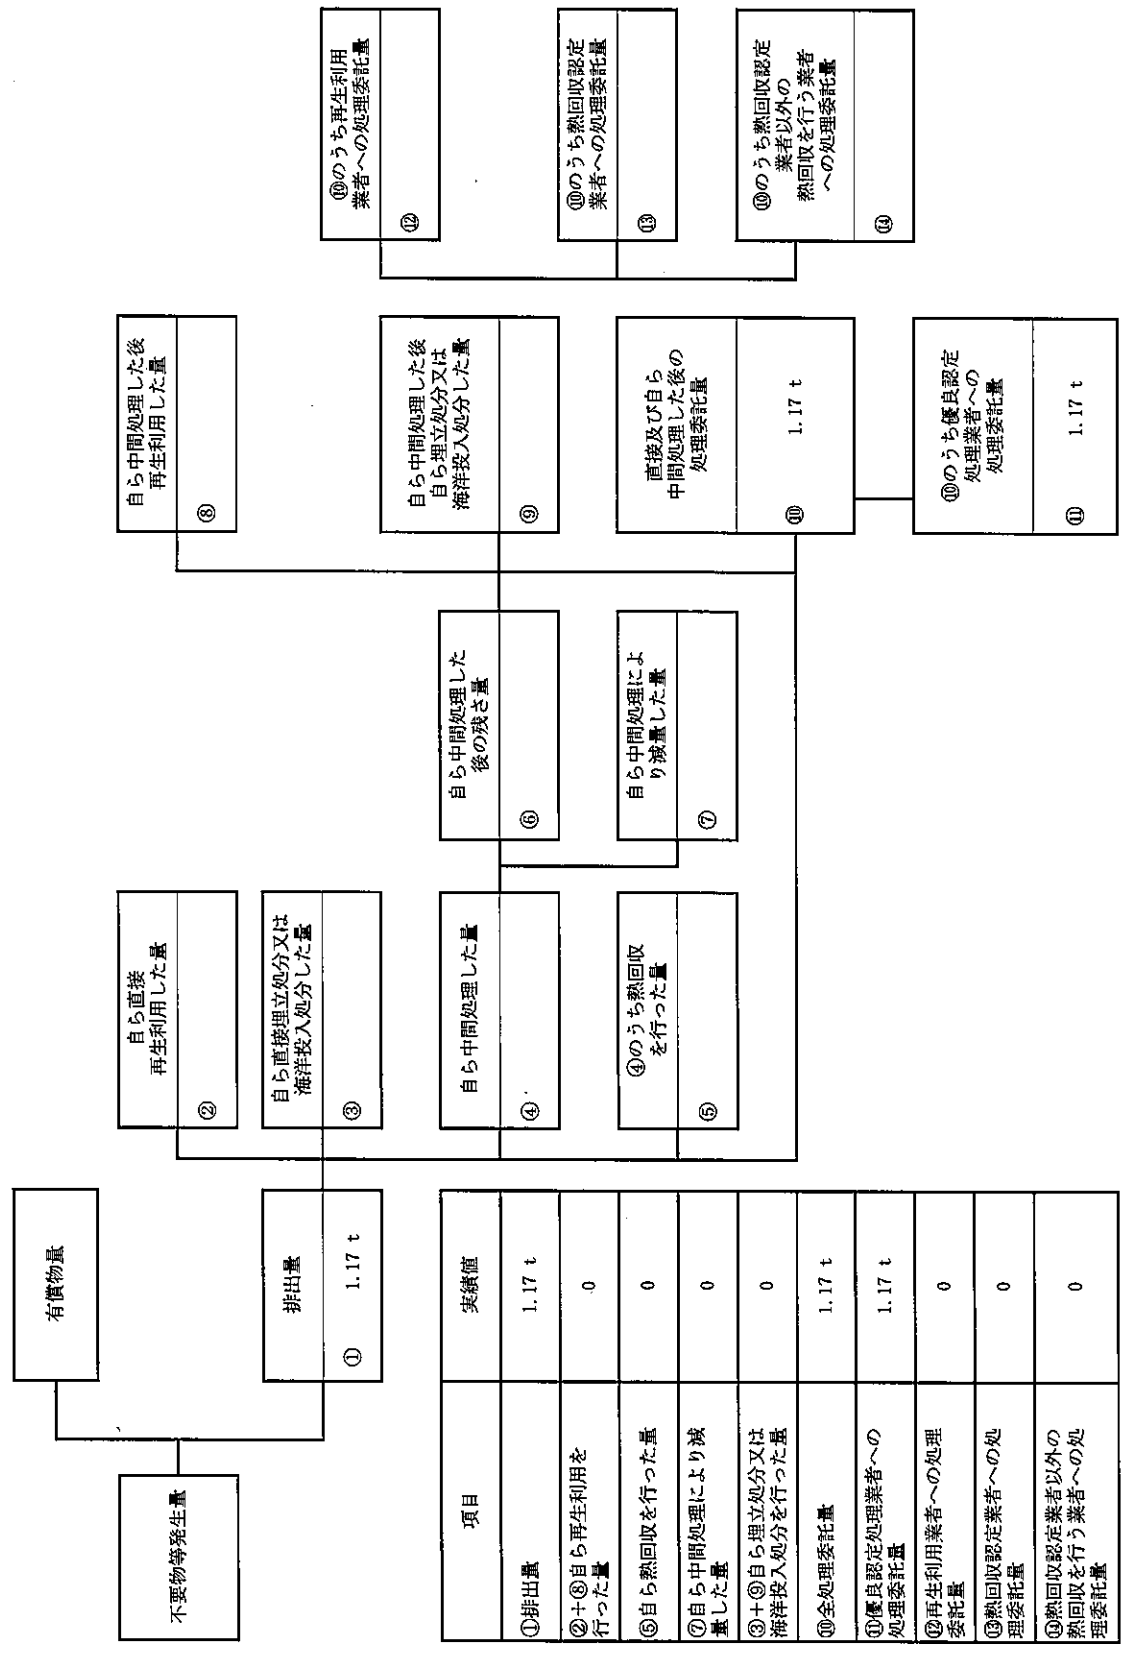 不要物等発生量
有償物量
排出量
① 1.17 t
自ら直接
再生利用した量
②
自ら直接埋立処分又は
海洋投入処分した量
③
自ら中間処理した量
④
④のうち熱回収
を行った量
⑤
自ら中間処理した
後の残さ量
⑥
自ら中間処理によ
り減量した量
⑦
自ら中間処理した後
再生利用した量
⑧
自ら中間処理した後
自ら埋立処分又は
海洋投入処分した量
⑨
直接及び自ら
中間処理した後の
処理委託量
⑩ 1.17 t
⑩のうち優良認定
処理業者への
処理委託量
⑪ 1.17 t
⑩のうち再生利用
業者への処理委託量
⑫
⑩のうち熱回収認定
業者への処理委託量
⑬
⑩のうち熱回収認定
業者以外の
熱回収を行う業者
への処理委託量
⑭
項目 実績値
①排出量 1.17 t
②+⑧自ら再生利用を
行った量 0
⑤自ら熱回収を行った量 0
⑦自ら中間処理により減
量した量 0
③+⑨自ら埋立処分又は
海洋投入処分を行った量 0
⑩全処理委託量 1.17 t
⑪優良認定処理業者への
処理委託量 1.17 t
⑫再生利用業者への処理
委託量 0
⑬熱回収認定業者への処
理委託量 0
⑭熱回収認定業者以外の
熱回収を行う業者への処
理委託量 0